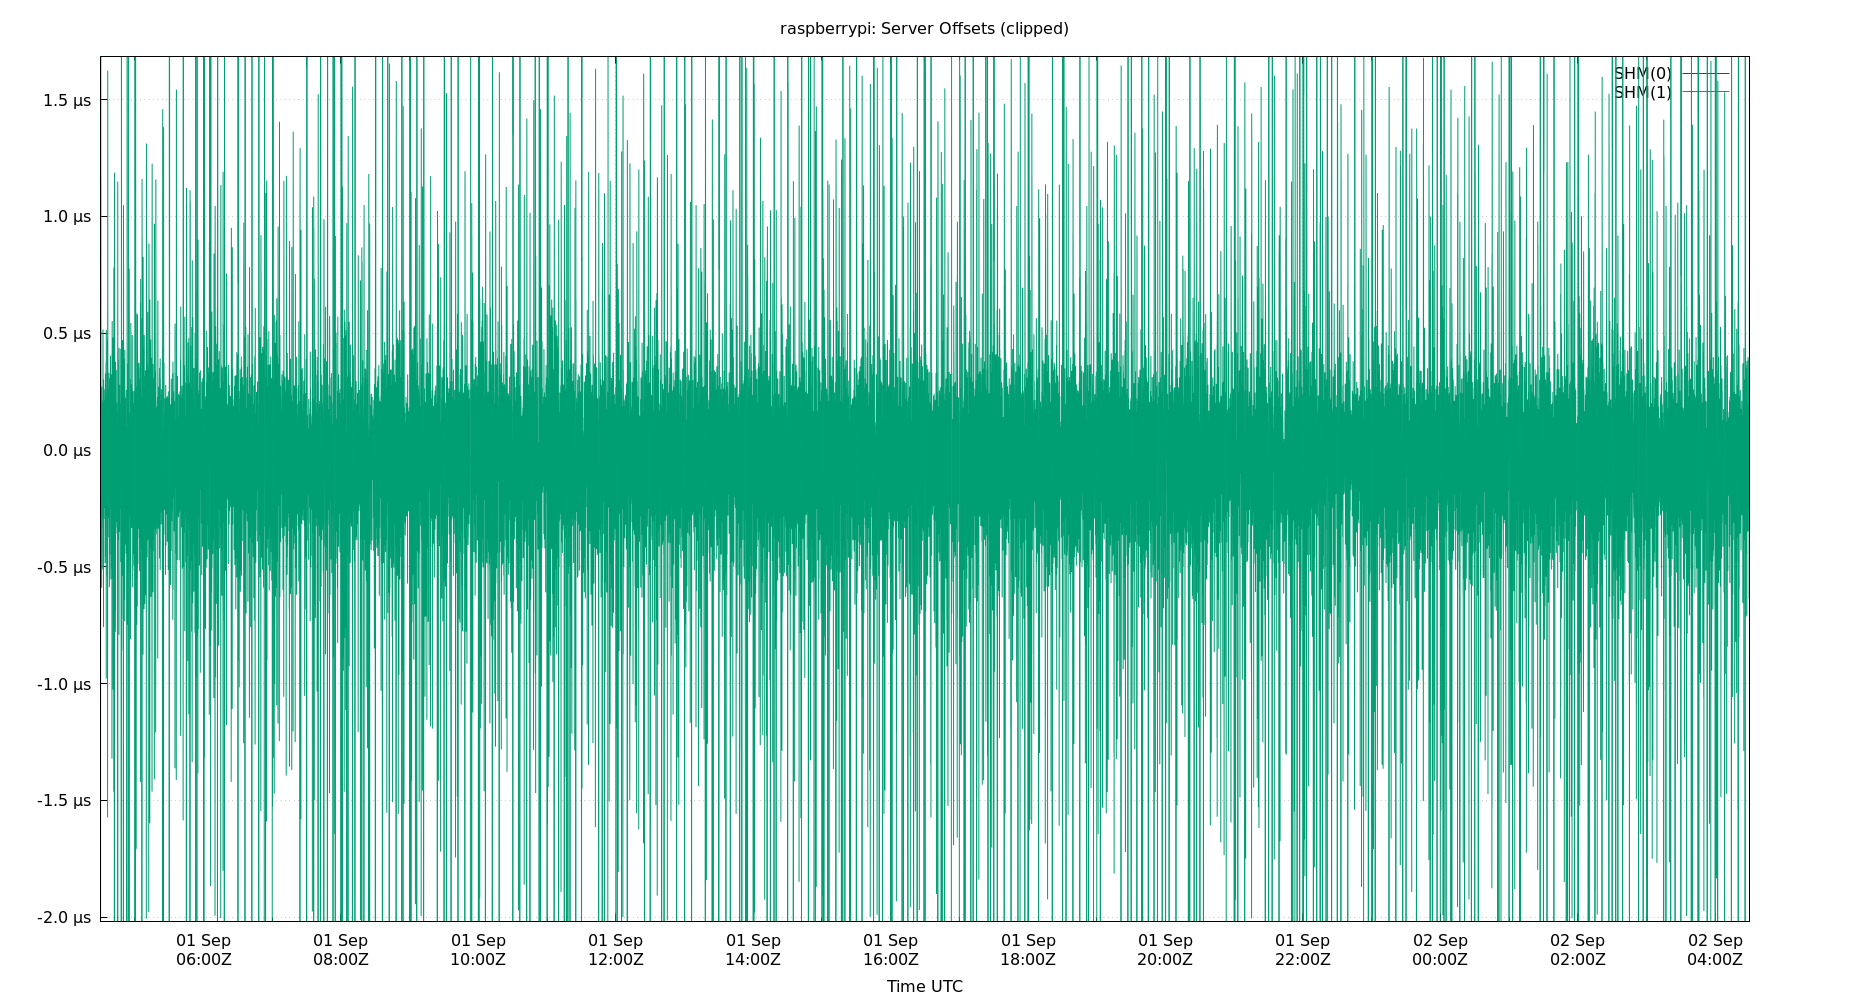 raspberrypi: Server Offsets (clipped)
SHM(0)
SHM(1)
1.5 µs
1.0 µs
0.5 µs
0.0 µs
-0.5 µs
-1.0 µs
-1.5 µs
-2.0 µs
01 Sep 01 Sep 01 Sep 01 Sep 01 Sep 01 Sep 01 Sep 01 Sep 01 Sep 02 Sep 02 Sep 02 Sep
06:00Z 08:00Z 10:00Z 12:00Z 14:00Z 16:00Z 18:00Z 20:00Z 22:00Z 00:00Z 02:00Z 04:00Z
Time UTC